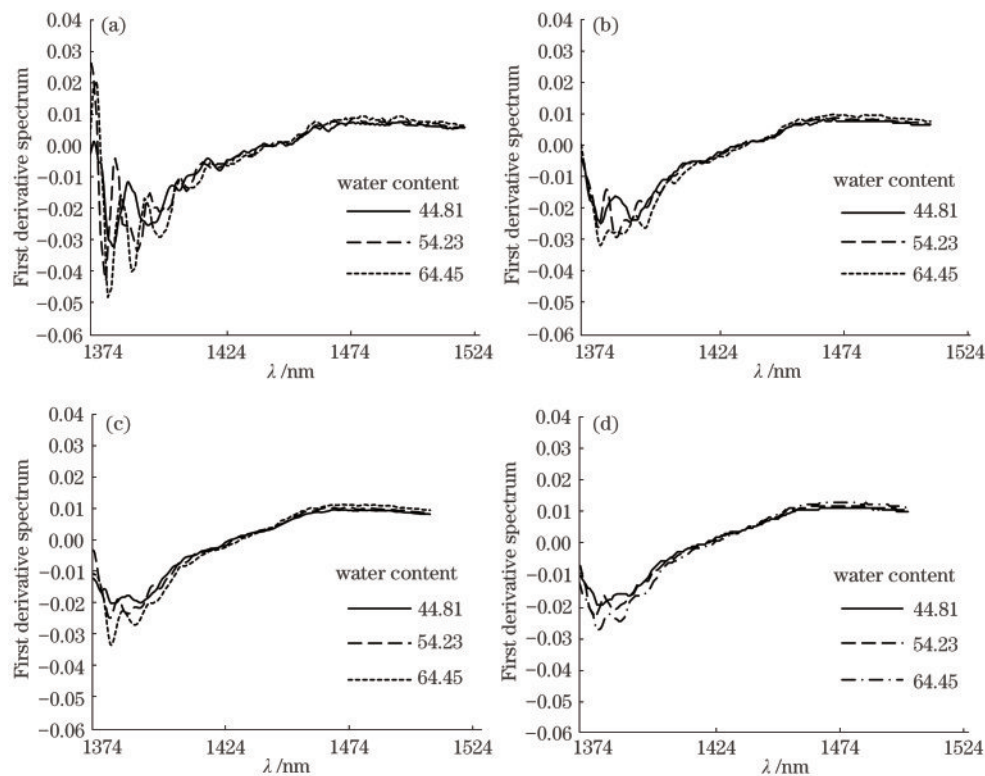 (a)
First derivative spectrum
0.04
0.03
0.02
0.01
0.00
−0.01
−0.02
−0.03
−0.04
−0.05
−0.06
water content
44.81
54.23
64.45
1374 1424 1474 1524
λ /nm
(b)
First derivative spectrum
0.04
0.03
0.02
0.01
0.00
−0.01
−0.02
−0.03
−0.04
−0.05
−0.06
water content
44.81
54.23
64.45
1374 1424 1474 1524
λ /nm
(c)
First derivative spectrum
0.04
0.03
0.02
0.01
0.00
−0.01
−0.02
−0.03
−0.04
−0.05
−0.06
water content
44.81
54.23
64.45
1374 1424 1474 1524
λ /nm
(d)
First derivative spectrum
0.04
0.03
0.02
0.01
0.00
−0.01
−0.02
−0.03
−0.04
−0.05
−0.06
water content
44.81
54.23
64.45
1374 1424 1474 1524
λ /nm